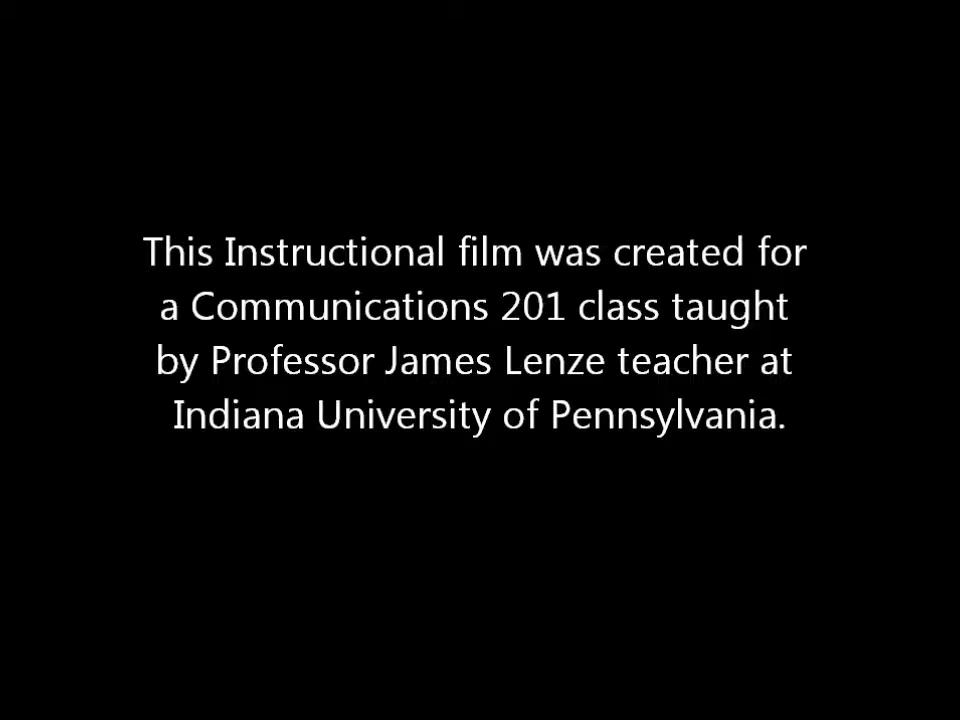 This Instructional film was created for
a Communications 201 class taught
by Professor James Lenze teacher at
Indiana University of Pennsylvania.